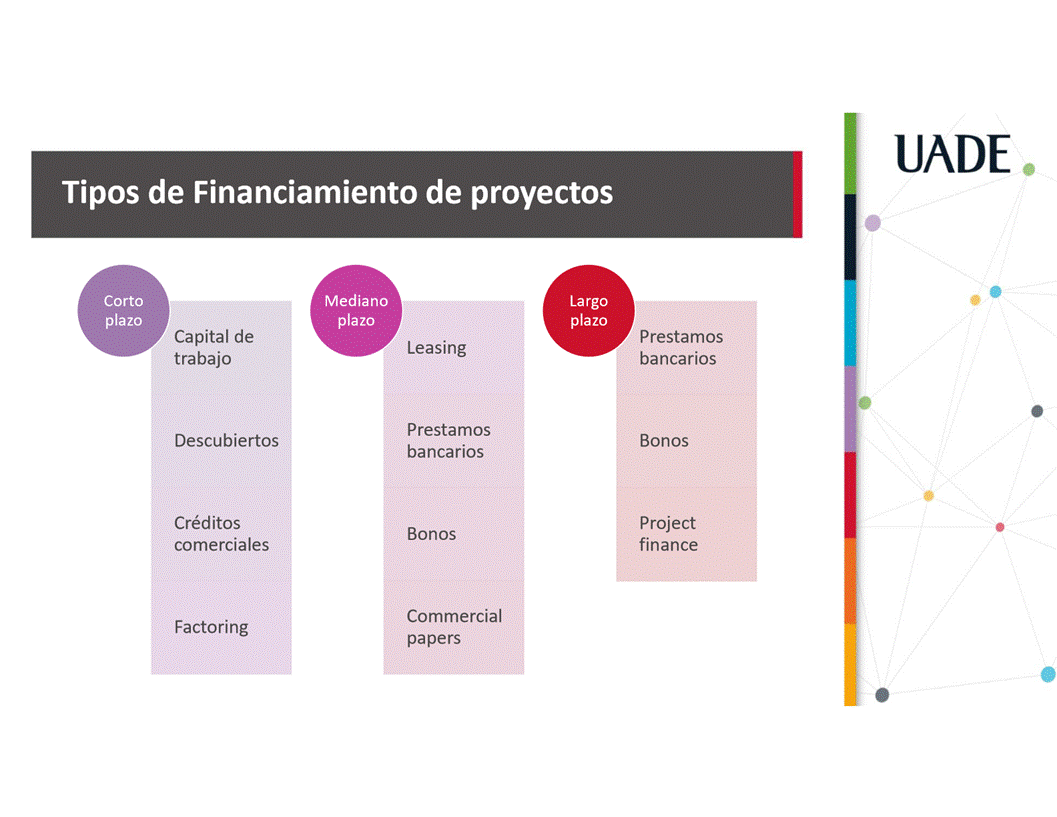 UADE
Tipos de Financiamiento de proyectos
Corto
plazo
Capital de
trabajo
Descubiertos
Créditos
comerciales
Factoring
Mediano
plazo
Leasing
Prestamos
bancarios
Bonos
Commercial
papers
Largo
plazo
Prestamos
bancarios
Bonos
Project
finance